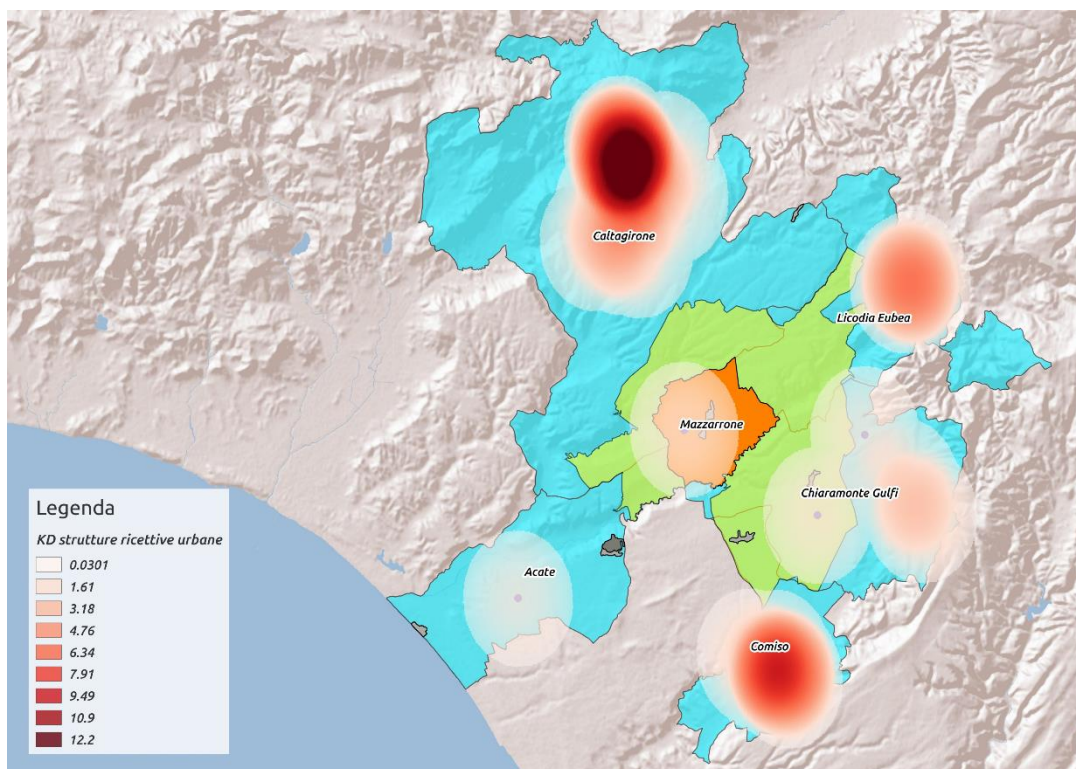 Caltagirone
Licodia Eubea
Mazzarrone
Chiaramonte Gulfi
Acate
Comiso
Legenda
KD strutture ricettive urbane
0.0301
1.61
3.18
4.76
6.34
7.91
9.49
10.9
12.2